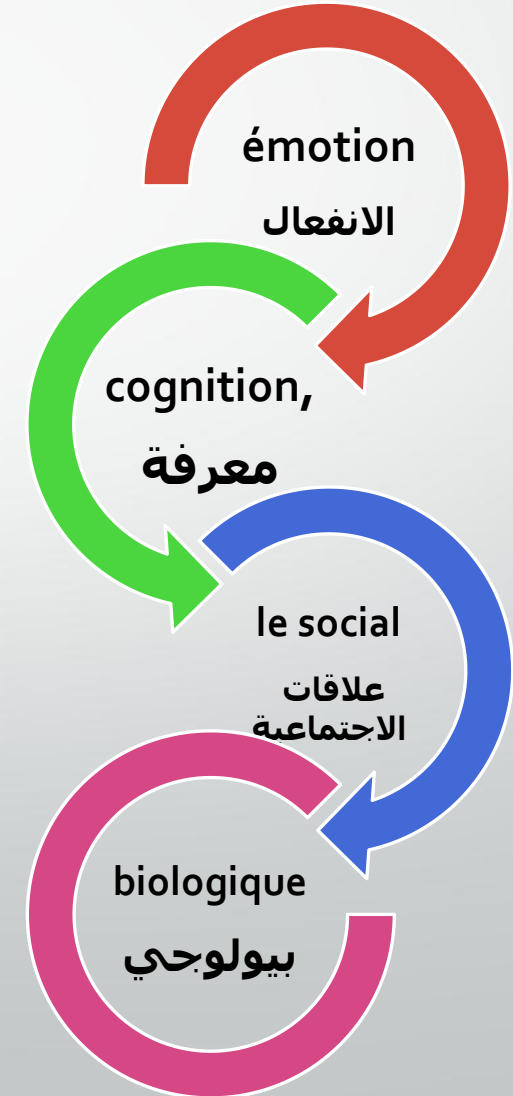 émotion
الانفعال
cognition,
معرفة
le social
علاقات
الاجتماعية
biologique
بيولوجي